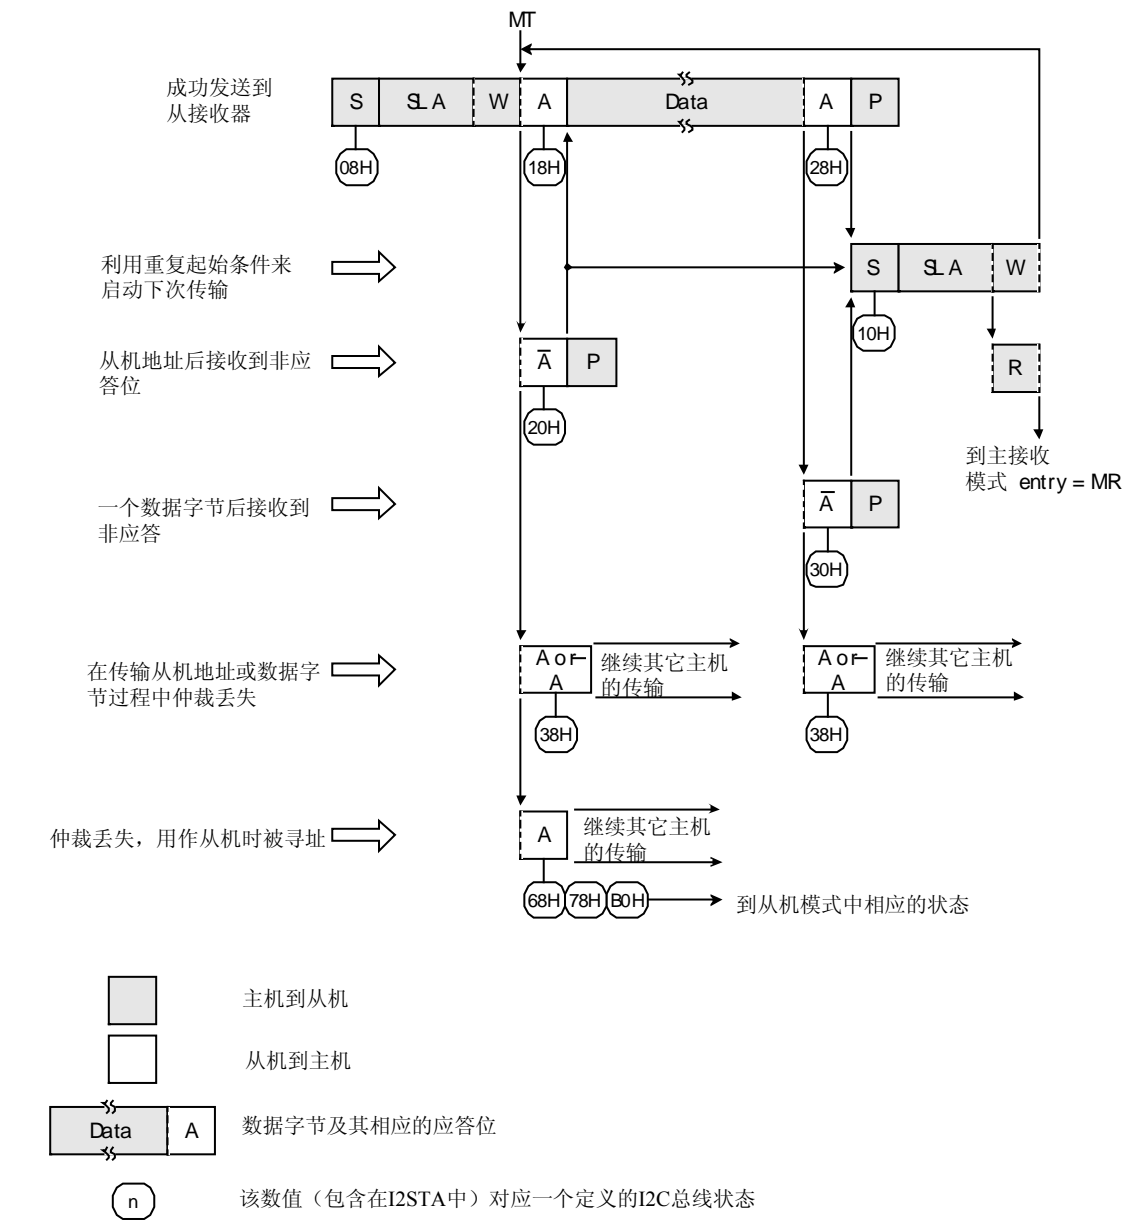 MT
成功发送到
从接收器
S SLA W A Data A P
08H 18H 28H
利用重复起始条件来
启动下次传输
S SLA W
10H
从机地址后接收到非应
答位
A̅ P
R
20H
到主接收
模式 entry = MR
一个数据字节后接收到
非应答
A̅ P
30H
在传输从机地址或数据字
节过程中仲裁丢失
A or
A̅
继续其它主机
的传输
A or
A̅
继续其它主机
的传输
38H 38H
仲裁丢失，用作从机时被寻址
A
继续其它主机
的传输
68H 78H B0H
到从机模式中相应的状态
主机到从机
从机到主机
Data A
数据字节及其相应的应答位
n
该数值（包含在I2STA中）对应一个定义的I2C总线状态